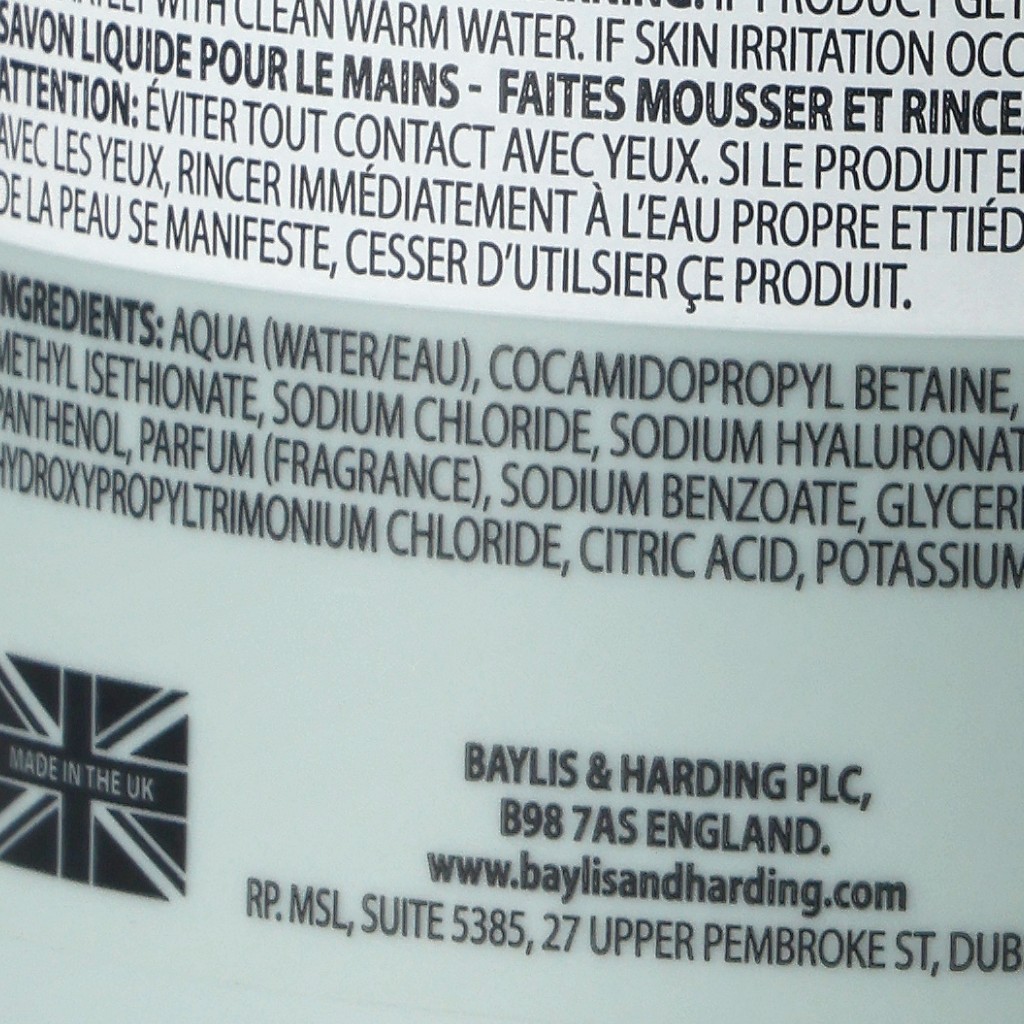 WITH CLEAN WARM WATER. IF SKIN IRRITATION OCC
SAVON LIQUIDE POUR LE MAINS - FAITES MOUSSER ET RINCE
ATTENTION: ÉVITER TOUT CONTACT AVEC YEUX. SI LE PRODUIT
AVEC LES YEUX, RINCER IMMÉDIATEMENT À L'EAU PROPRE ET TIÉD
DE LA PEAU SE MANIFESTE, CESSER D'UTILSIER ÇE PRODUIT.
INGREDIENTS: AQUA (WATER/EAU), COCAMIDOPROPYL BETAINE,
METHYL ISETHIONATE, SODIUM CHLORIDE, SODIUM HYALURONAT
PANTHENOL, PARFUM (FRAGRANCE), SODIUM BENZOATE, GLYCERI
HYDROXYPROPYLTRIMONIUM CHLORIDE, CITRIC ACID, POTASSIUM
MADE IN THE UK
BAYLIS & HARDING PLC,
B98 7AS ENGLAND.
www.baylisandharding.com
RP. MSL, SUITE 5385, 27 UPPER PEMBROKE ST, DUB